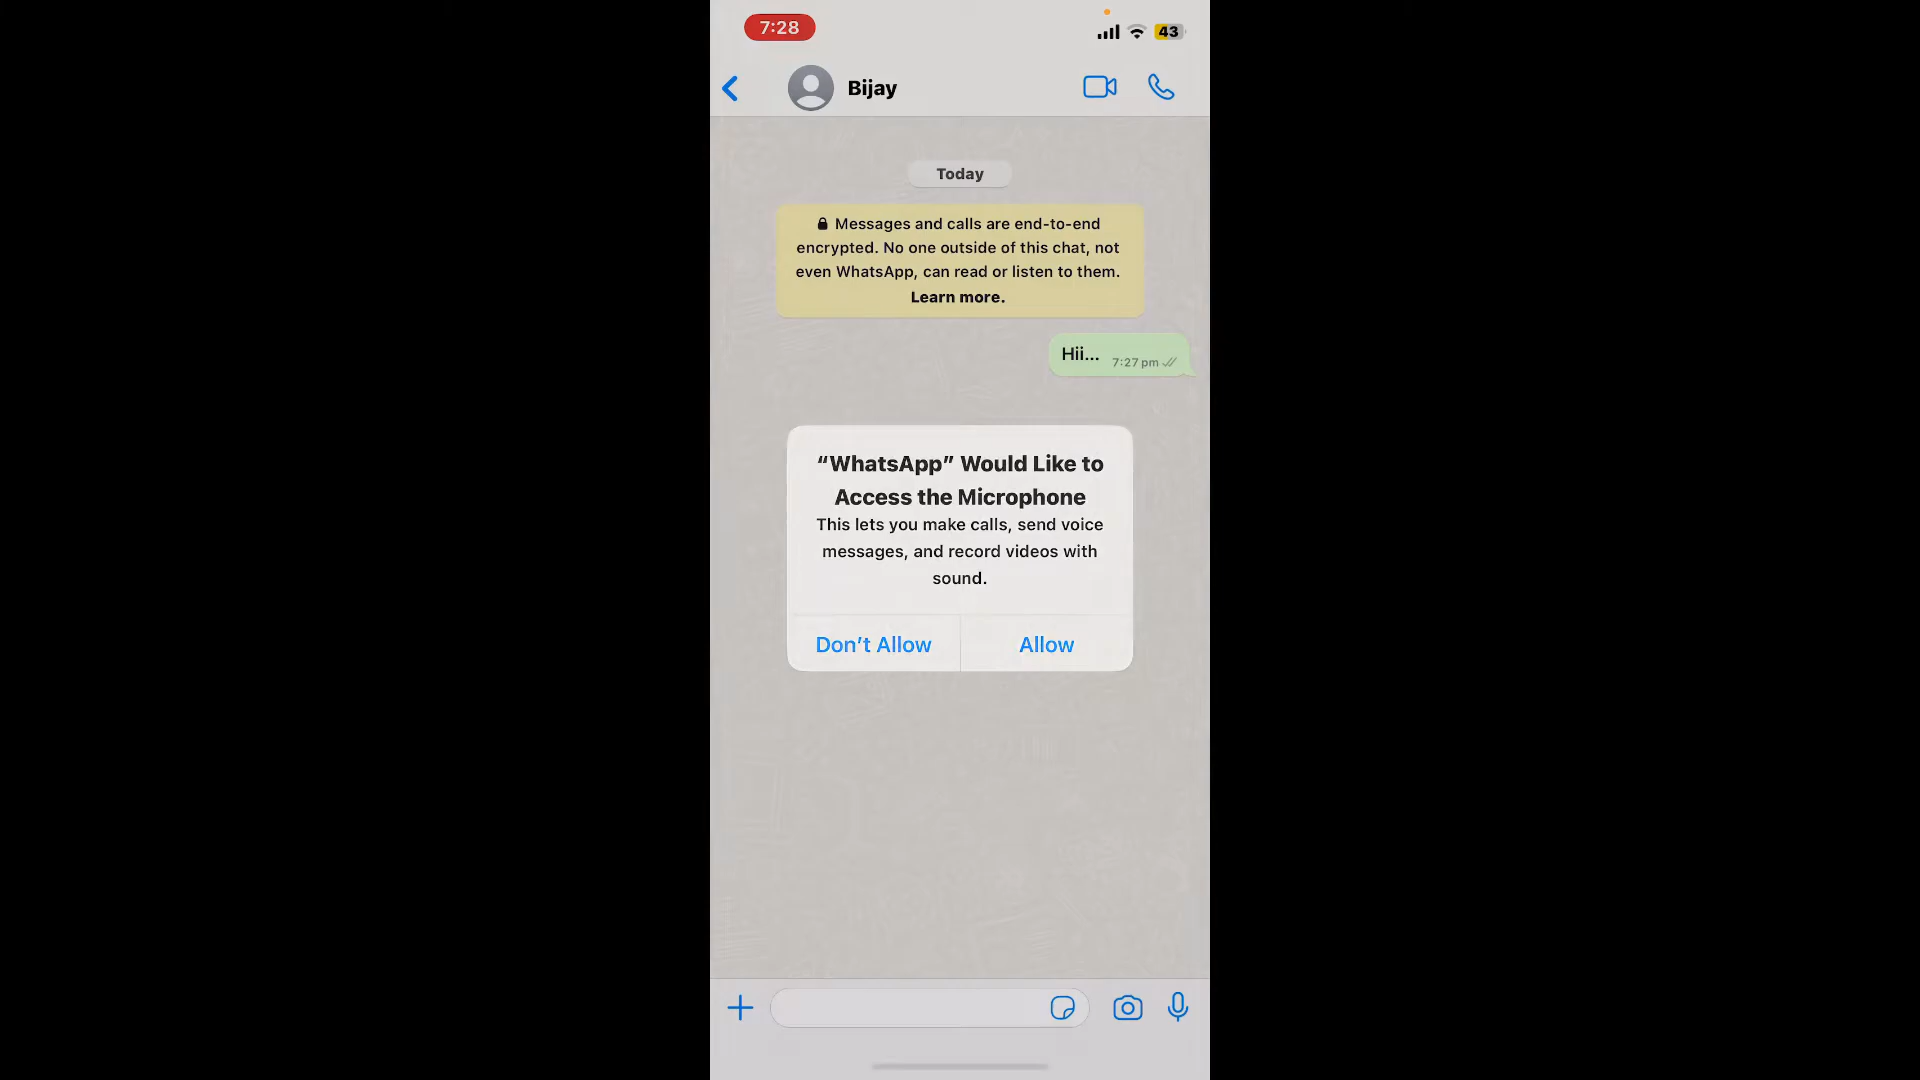 7:28
43
Bijay
Today
Messages and calls are end-to-end
encrypted. No one outside of this chat, not
even WhatsApp, can read or listen to them.
Learn more.
Hii... 7:27 pm
“WhatsApp” Would Like to
Access the Microphone
This lets you make calls, send voice
messages, and record videos with
sound.
Don’t Allow
Allow